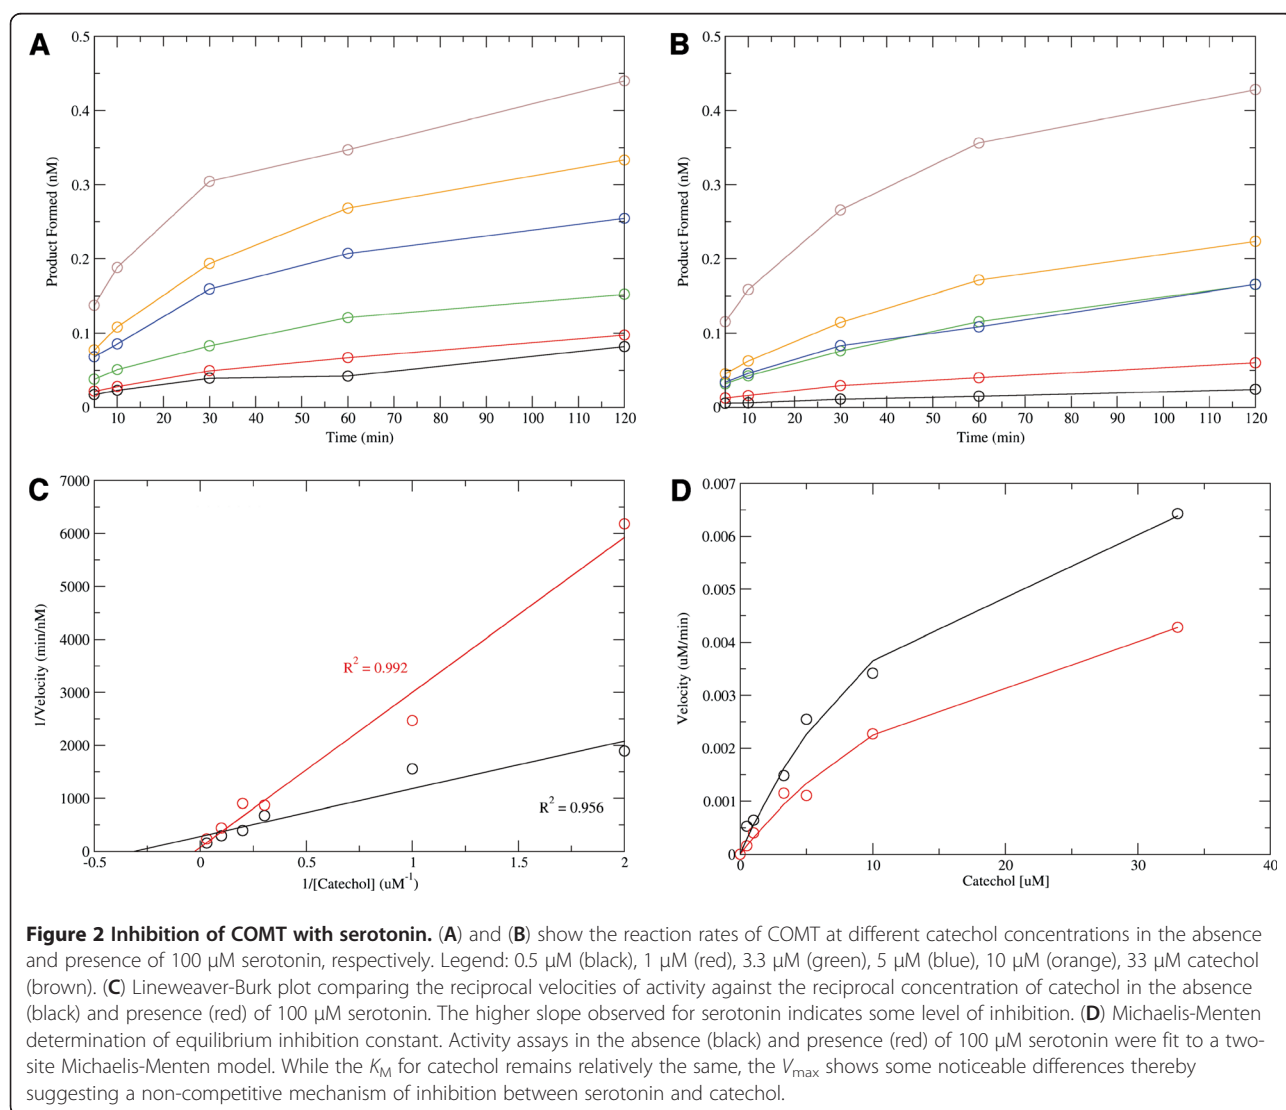 A
0.5
0.4
0.3
0.2
0.1
0
Product Formed (nM)
10 20 30 40 50 60 70 80 90 100 110 120
Time (min)
B
0.5
0.4
0.3
0.2
0.1
0
Product Formed (nM)
10 20 30 40 50 60 70 80 90 100 110 120
Time (min)
C
7000
6000
5000
4000
3000
2000
1000
0
1/Velocity (min/nM)
R² = 0.992
R² = 0.956
-0.5 0 0.5 1 1.5 2
1/[Catechol] (uM⁻¹)
D
0.007
0.006
0.005
0.004
0.003
0.002
0.001
0
Velocity (uM/min)
0 10 20 30 40
Catechol [uM]
Figure 2 Inhibition of COMT with serotonin. (A) and (B) show the reaction rates of COMT at different catechol concentrations in the absence
and presence of 100 μM serotonin, respectively. Legend: 0.5 μM (black), 1 μM (red), 3.3 μM (green), 5 μM (blue), 10 μM (orange), 33 μM catechol
(brown). (C) Lineweaver-Burk plot comparing the reciprocal velocities of activity against the reciprocal concentration of catechol in the absence
(black) and presence (red) of 100 μM serotonin. The higher slope observed for serotonin indicates some level of inhibition. (D) Michaelis-Menten
determination of equilibrium inhibition constant. Activity assays in the absence (black) and presence (red) of 100 μM serotonin were fit to a two-
site Michaelis-Menten model. While the KM for catechol remains relatively the same, the Vmax shows some noticeable differences thereby
suggesting a non-competitive mechanism of inhibition between serotonin and catechol.